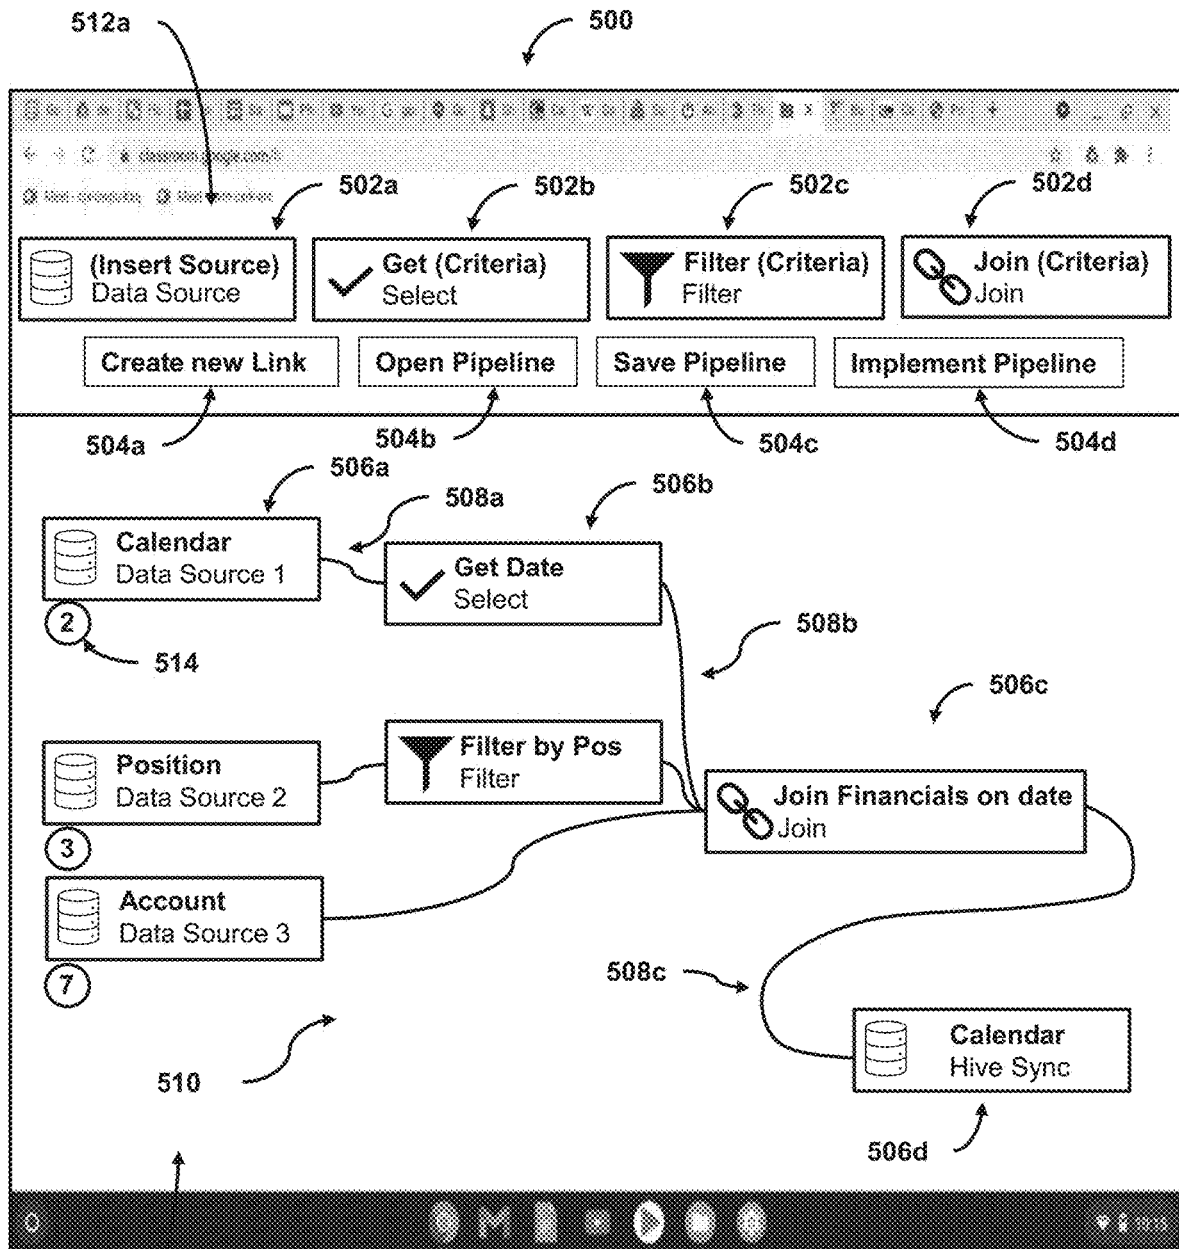 512a
500
classroom.google.com/
502a
502b
502c
502d
(Insert Source)
Data Source
Get (Criteria)
Select
Filter (Criteria)
Filter
Join (Criteria)
Join
Create new Link
Open Pipeline
Save Pipeline
Implement Pipeline
504a
504b
504c
504d
506a
508a
506b
Calendar
Data Source 1
2
514
Get Date
Select
508b
506c
Position
Data Source 2
3
Filter by Pos
Filter
Join Financials on date
Join
Account
Data Source 3
7
508c
510
Calendar
Hive Sync
506d